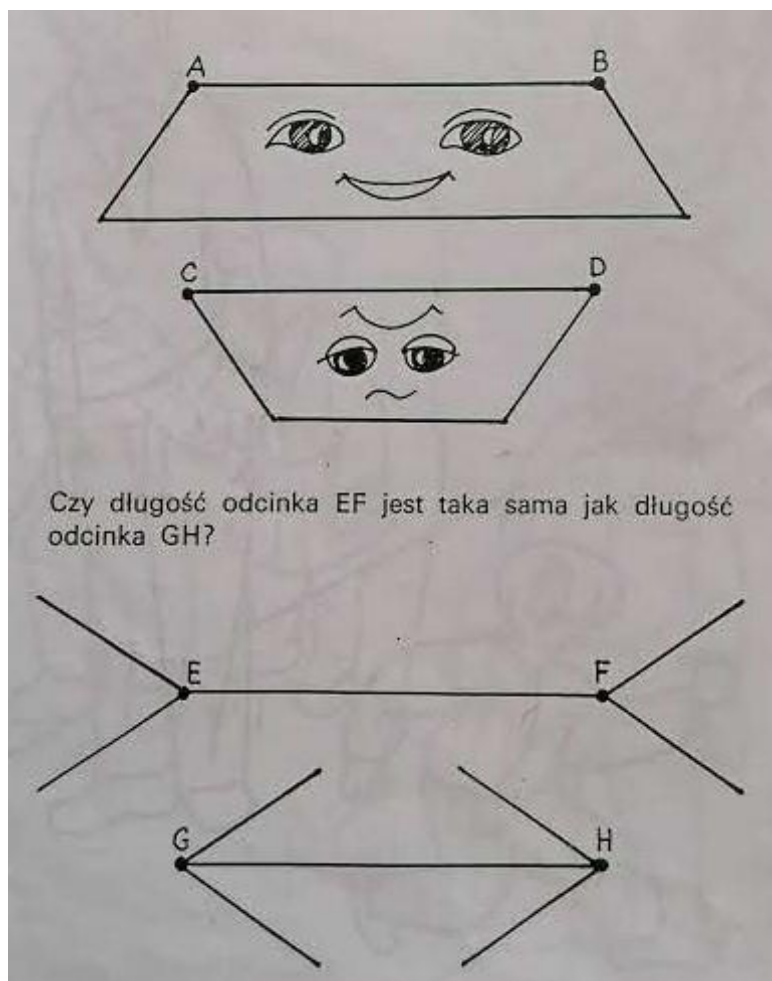 A B
C D
Czy długość odcinka EF jest taka sama jak długość
odcinka GH?
E F
G H